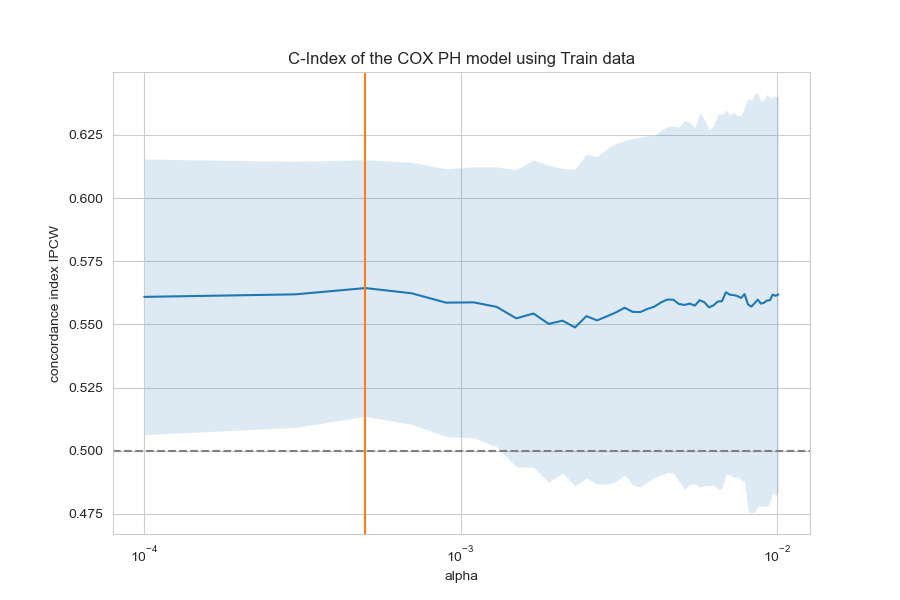 C-Index of the COX PH model using Train data
concordance index IPCW
0.625
0.600
0.575
0.550
0.525
0.500
0.475
10⁻⁴ 10⁻³ 10⁻²
alpha